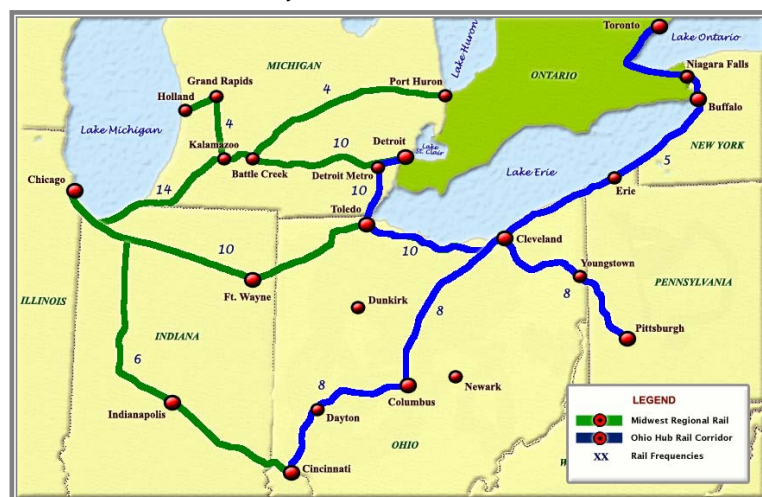 Toronto
Lake Ontario
Lake Huron
MICHIGAN
Niagara Falls
ONTARIO
Grand Rapids
Port Huron
4
Holland
Buffalo
Lake Michigan
4
NEW YORK
10
Detroit
Lake
St. Clair
Kalamazoo
5
Battle Creek
Detroit Metro
Lake Erie
Chicago
14
10
Erie
Toledo
10
10
Cleveland
Youngstown
ILLINOIS
Ft. Wayne
8
PENNSYLVANIA
Dunkirk
8
INDIANA
Pittsburgh
6
8
Newark
Columbus
Indianapolis
Dayton
OHIO
Cincinnati
LEGEND
Midwest Regional Rail
Ohio Hub Rail Corridor
XX Rail Frequencies
W